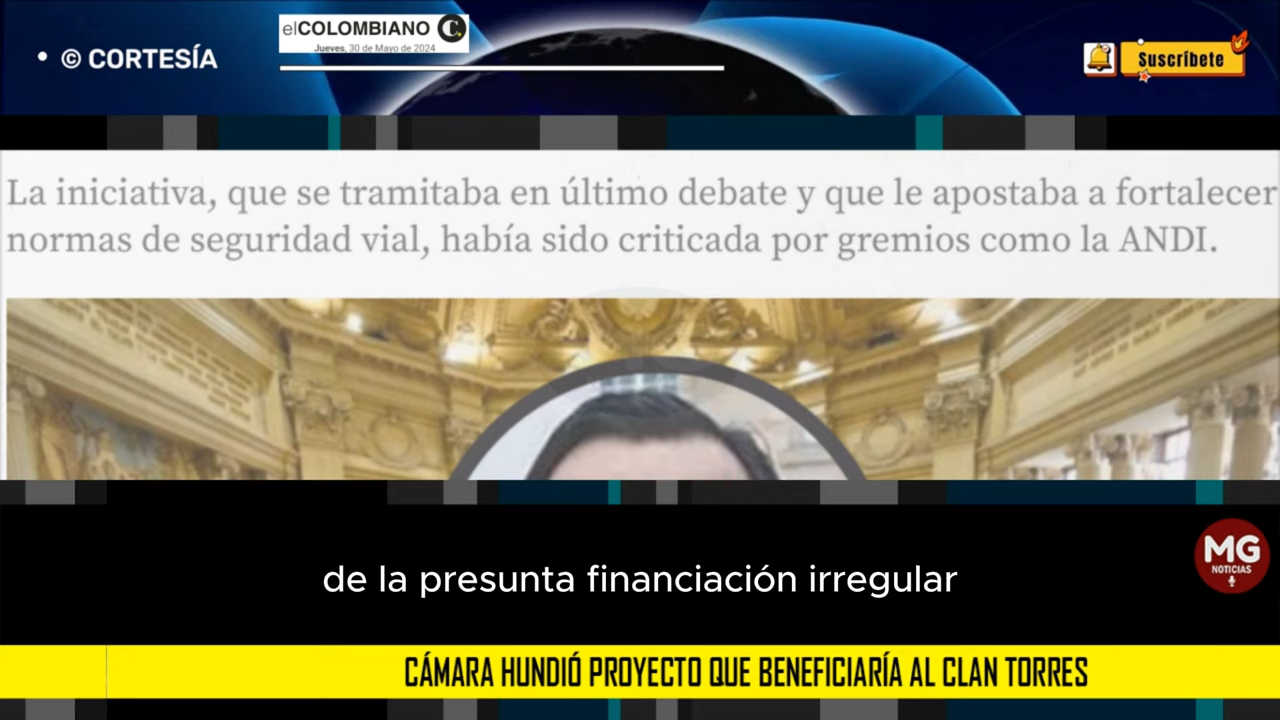 • © CORTESÍA
elCOLOMBIANO C
Jueves, 30 de Mayo de 2024
Suscríbete
La iniciativa, que se tramitaba en último debate y que le apostaba a fortalecer
normas de seguridad vial, había sido criticada por gremios como la ANDI.
MG
NOTICIAS
de la presunta financiación irregular
CÁMARA HUNDIÓ PROYECTO QUE BENEFICIARÍA AL CLAN TORRES